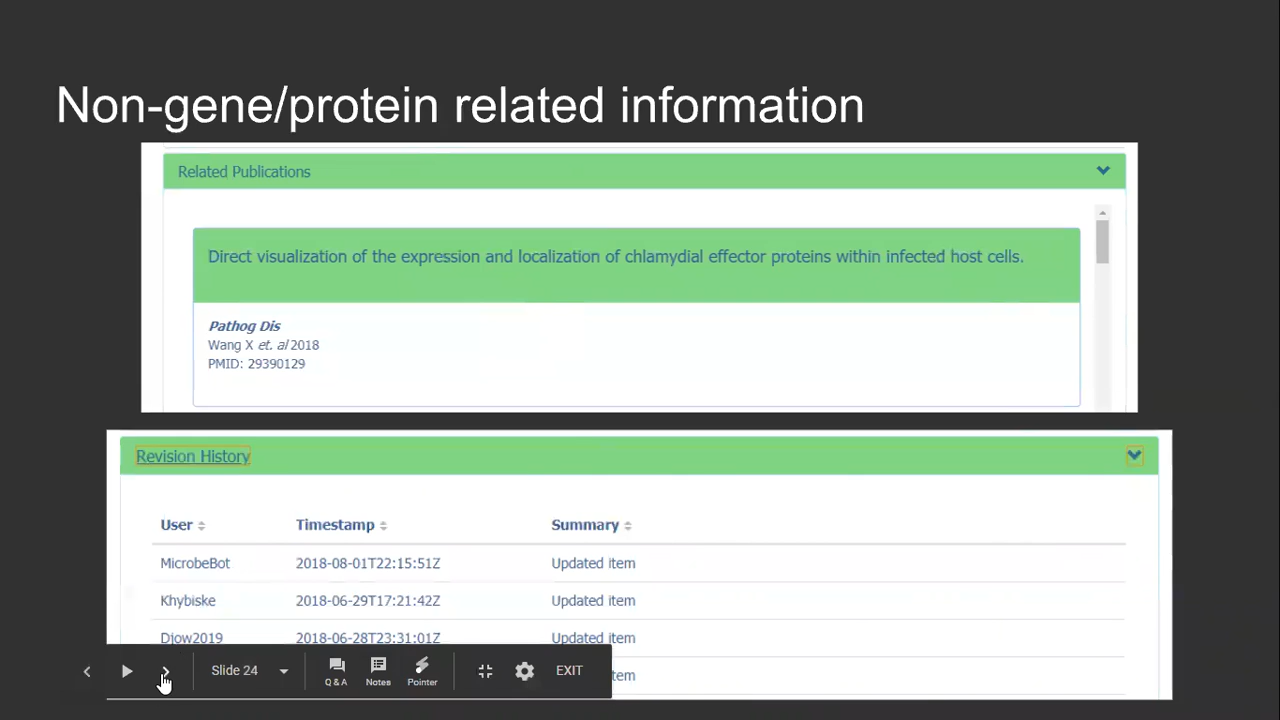 Non-gene/protein related information
Related Publications
Direct visualization of the expression and localization of chlamydial effector proteins within infected host cells.
Pathog Dis
Wang X et. al 2018
PMID: 29390129
Revision History
User Timestamp Summary
MicrobeBot 2018-08-01T22:15:51Z Updated item
Khybiske 2018-06-29T17:21:42Z Updated item
Djow2019 2018-06-28T23:31:01Z Updated item
tem
Slide 24 Q & A Notes Pointer EXIT